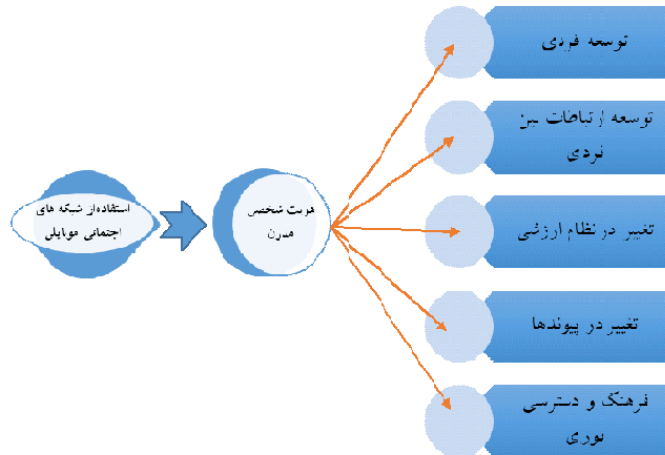 استفاده از شبکه های
اجتماعی موبایلی
هویت شخصی
مدرن
توسعه فردی
توسعه ارتباطات بین
فردی
تغییر در نظام ارزشی
تغییر در پیوندها
فرهنگ و دسترسی